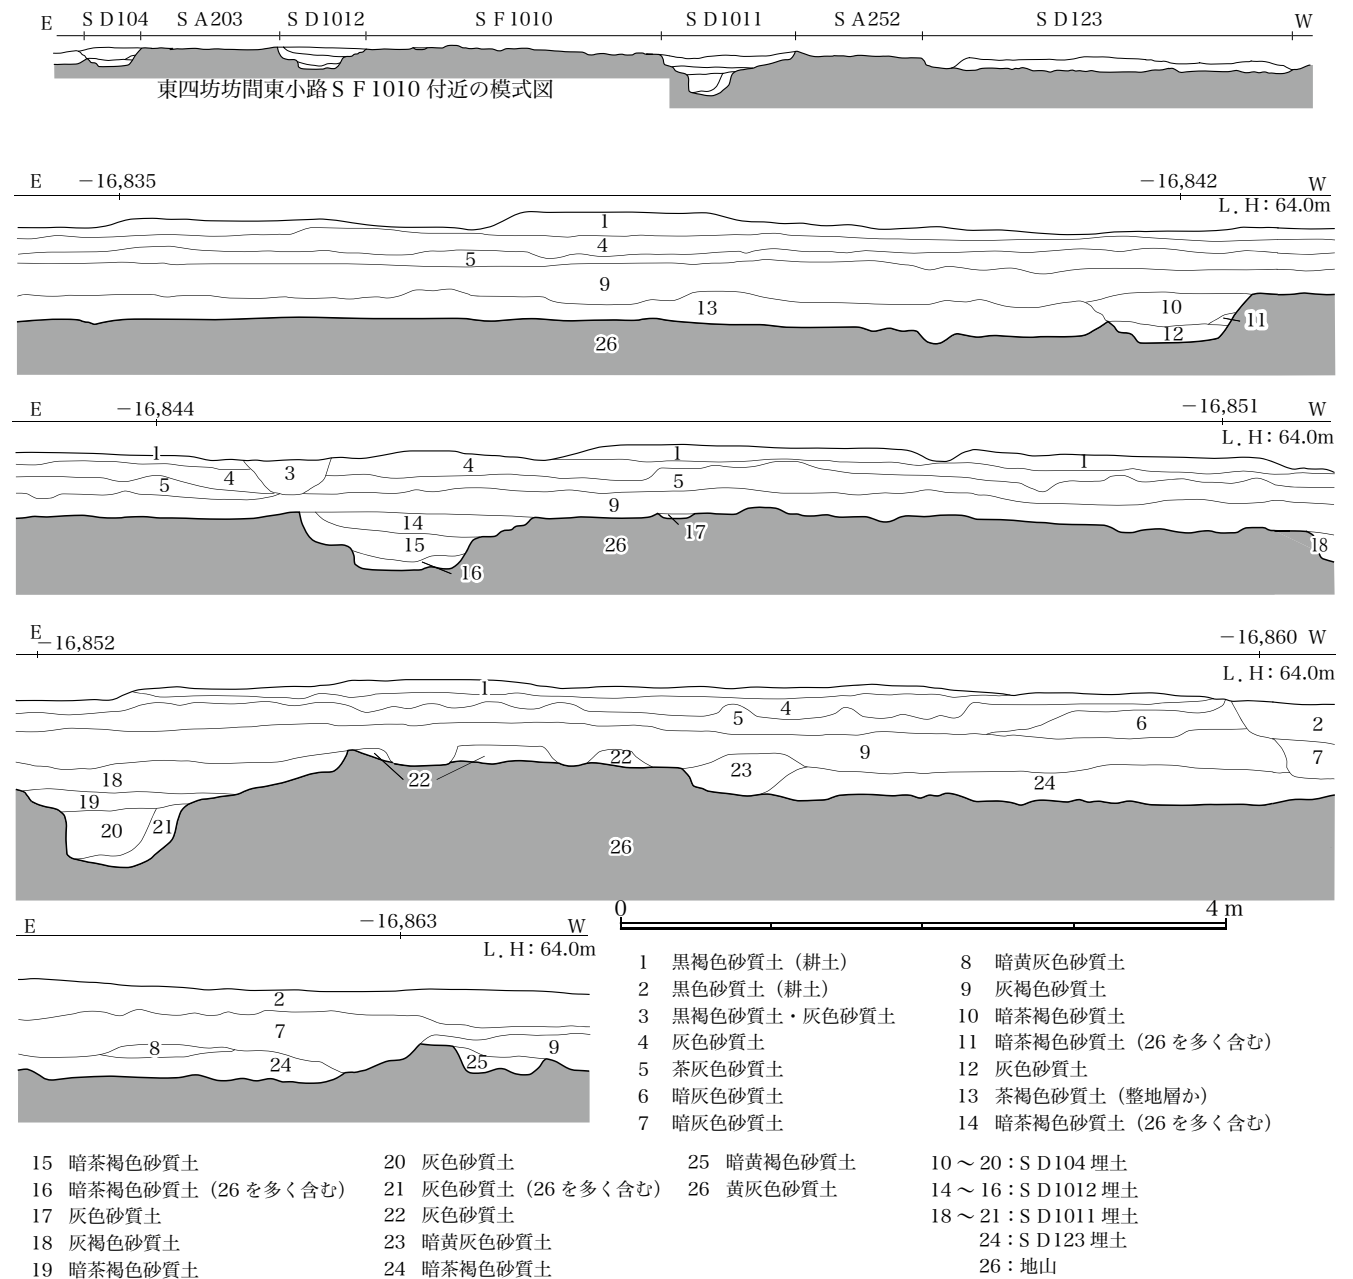 E ＳＤ104 ＳＡ203 ＳＤ1012 ＳＦ1010 ＳＤ1011 ＳＡ252 ＳＤ123 W
東四坊坊間東小路ＳＦ1010 付近の模式図
E －16,835 －16,842 W
L．H：64.0m
1
4
5
9
13 10 11
12
26
E －16,844 －16,851 W
L．H：64.0m
1 1 1
4 3 4
5 5
9
14 17
15 26 18
16
E －16,852 －16,860 W
L．H：64.0m
1
5 4 6 2
9 7
18 22 22 23 24
19
20 21
26
0 4 m
E －16,863 W
L．H：64.0m
2
7
8 9
24 25
1 黒褐色砂質土（耕土）
2 黒色砂質土（耕土）
3 黒褐色砂質土・灰色砂質土
4 灰色砂質土
5 茶灰色砂質土
6 暗灰色砂質土
7 暗灰色砂質土
8 暗黄灰色砂質土
9 灰褐色砂質土
10 暗茶褐色砂質土
11 暗茶褐色砂質土（26 を多く含む）
12 灰色砂質土
13 茶褐色砂質土（整地層か）
14 暗茶褐色砂質土（26 を多く含む）
15 暗茶褐色砂質土
16 暗茶褐色砂質土（26 を多く含む）
17 灰色砂質土
18 灰褐色砂質土
19 暗茶褐色砂質土
20 灰色砂質土
21 灰色砂質土（26 を多く含む）
22 灰色砂質土
23 暗黄灰色砂質土
24 暗茶褐色砂質土
25 暗黄褐色砂質土
26 黄灰色砂質土
10 ～ 20：ＳＤ104 埋土
14 ～ 16：ＳＤ1012 埋土
18 ～ 21：ＳＤ1011 埋土
24：ＳＤ123 埋土
26：地山